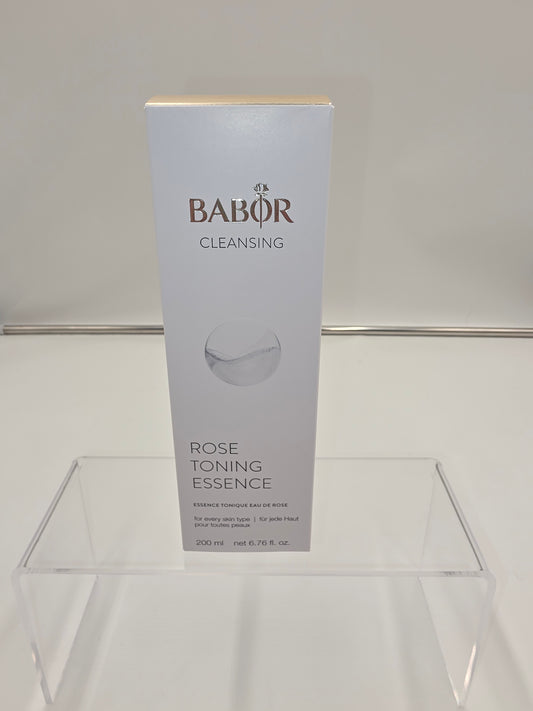 BABOR
CLEANSING
ROSE
TONING
ESSENCE
ESSENCE TONIQUE EAU DE ROSE
for every skin type | für jede Haut
pour toutes peaux
200 ml net 6.76 fl. oz.